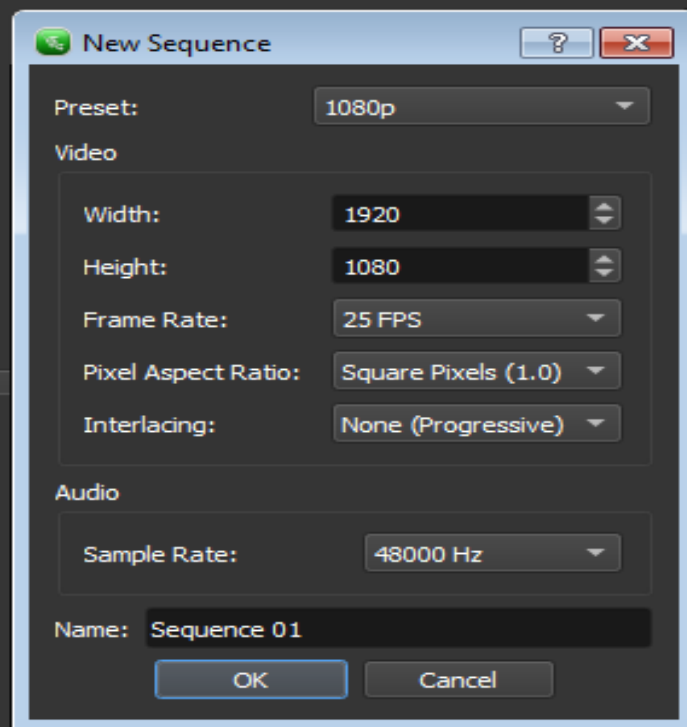 New Sequence
Preset: 1080p
Video
Width: 1920
Height: 1080
Frame Rate: 25 FPS
Pixel Aspect Ratio: Square Pixels (1.0)
Interlacing: None (Progressive)
Audio
Sample Rate: 48000 Hz
Name: Sequence 01
OK Cancel